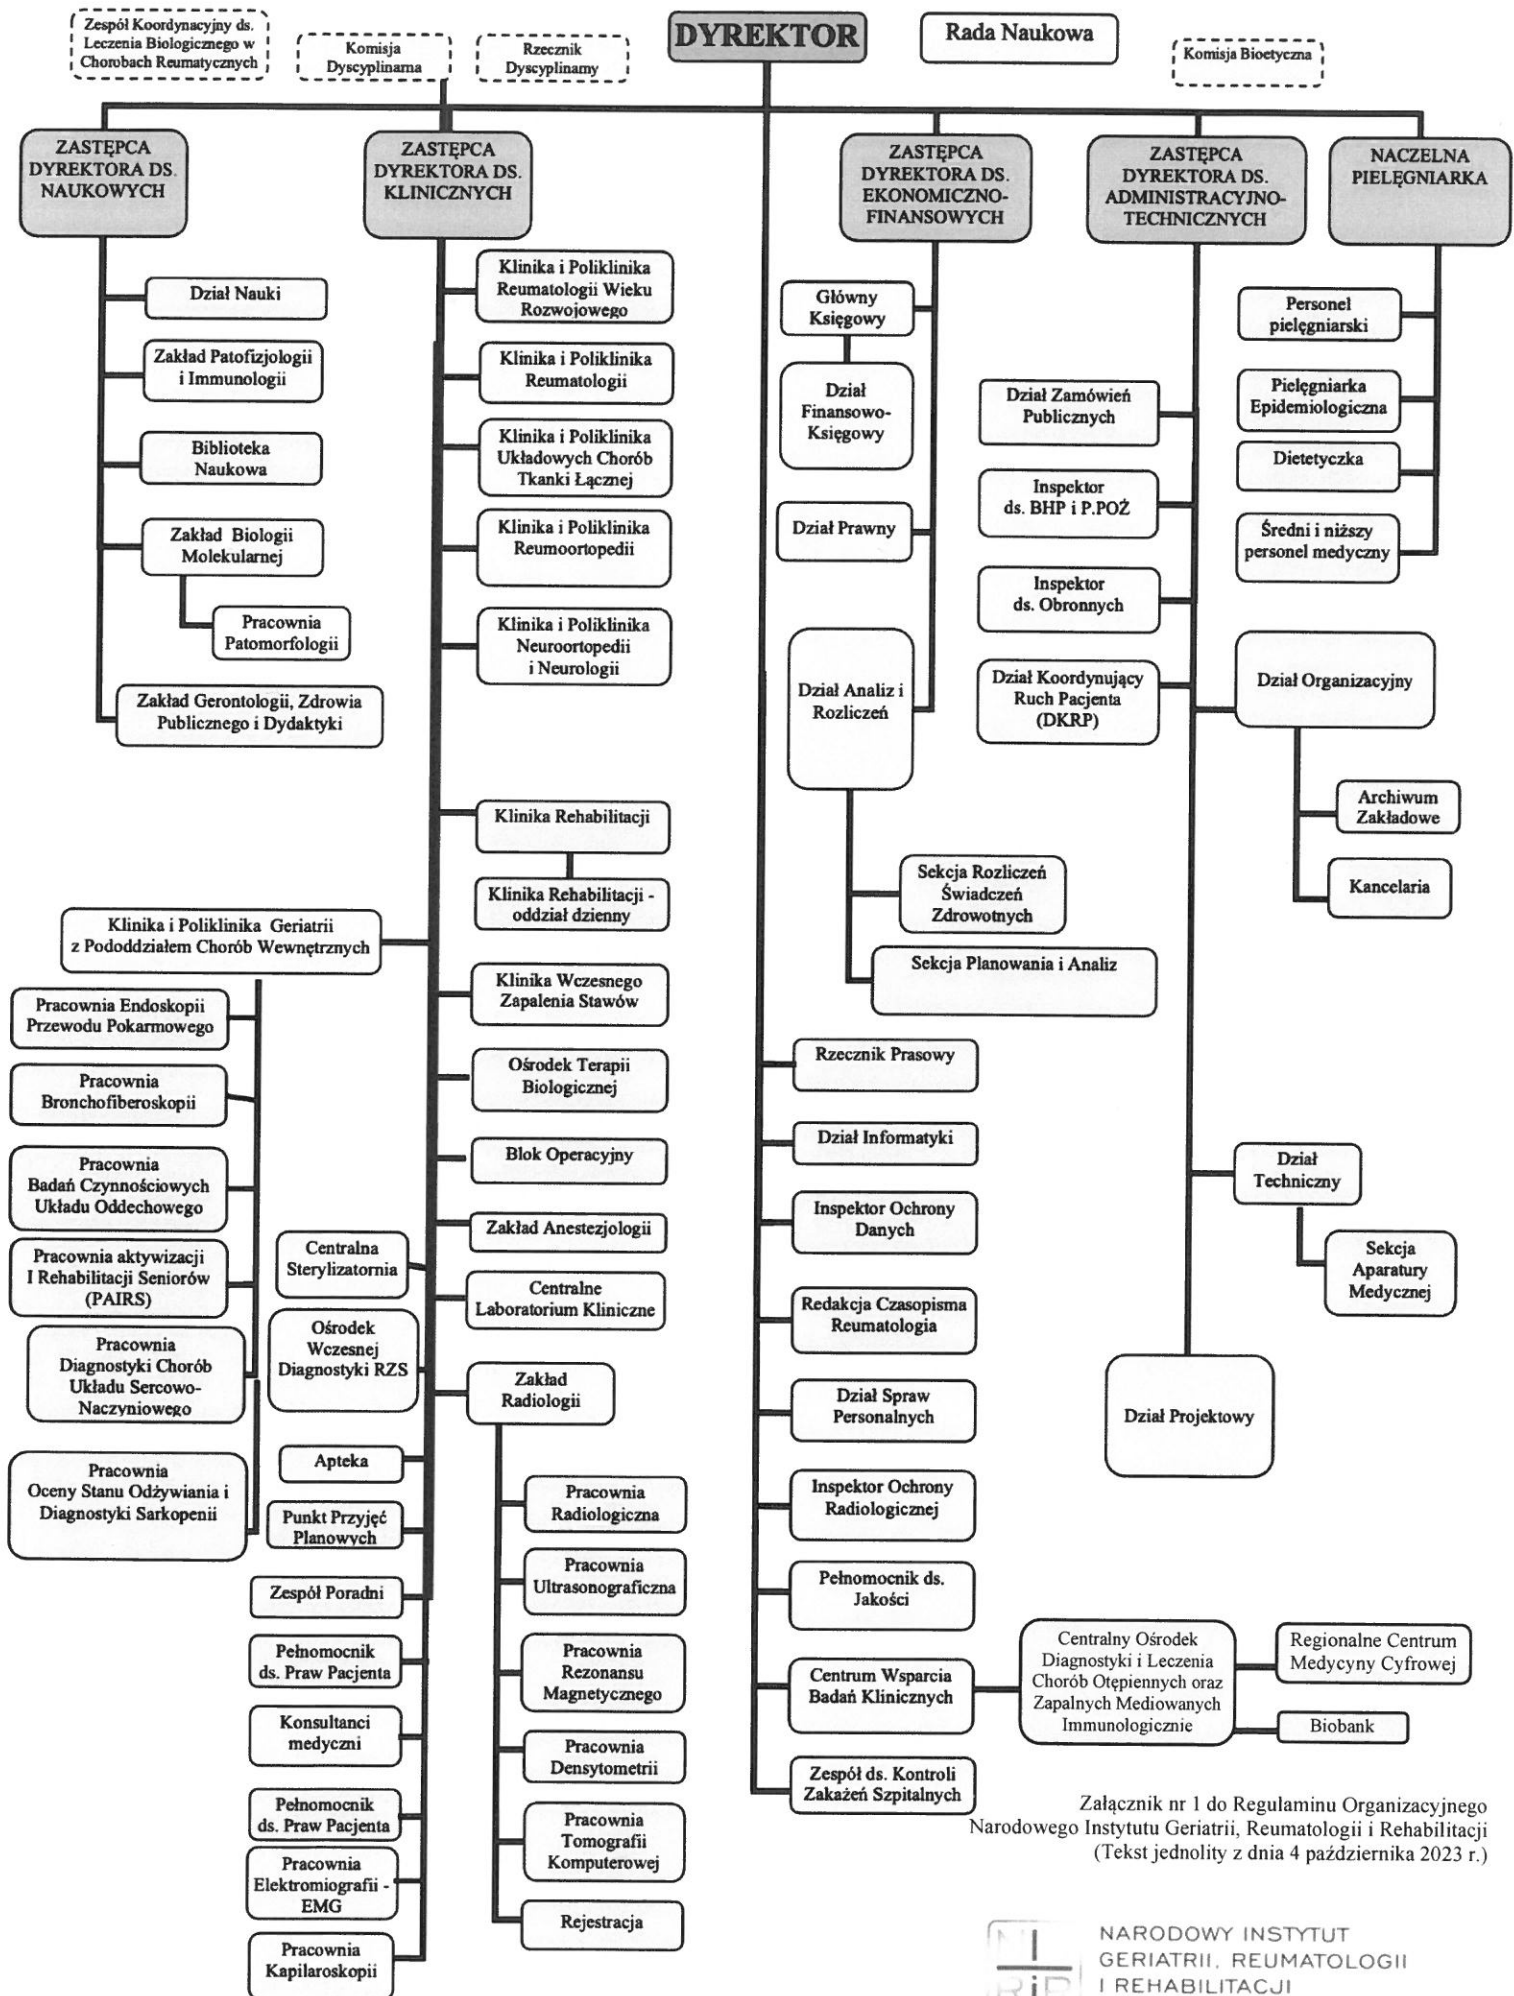 Zespół Koordynacyjny ds.
Leczenia Biologicznego w
Chorobach Reumatycznych
Komisja
Dyscyplinarna
Rzecznik
Dyscyplinarny
DYREKTOR
Rada Naukowa
Komisja Bioetyczna
ZASTĘPCA
DYREKTORA DS.
NAUKOWYCH
ZASTĘPCA
DYREKTORA DS.
KLINICZNYCH
ZASTĘPCA
DYREKTORA DS.
EKONOMICZNO-
FINANSOWYCH
ZASTĘPCA
DYREKTORA DS.
ADMINISTRACYJNO-
TECHNICZNYCH
NACZELNA
PIELĘGNIARKA
Dział Nauki
Zakład Patofizjologii
i Immunologii
Biblioteka
Naukowa
Zakład Biologii
Molekularnej
Pracownia
Patomorfologii
Zakład Gerontologii, Zdrowia
Publicznego i Dydaktyki
Klinika i Poliklinika
Reumatologii Wieku
Rozwojowego
Klinika i Poliklinika
Reumatologii
Klinika i Poliklinika
Układowych Chorób
Tkanki Łącznej
Klinika i Poliklinika
Reumoortopedii
Klinika i Poliklinika
Neuroortopedii
i Neurologii
Klinika Rehabilitacji
Klinika Rehabilitacji -
oddział dzienny
Klinika i Poliklinika Geriatrii
z Pododdziałem Chorób Wewnętrznych
Pracownia Endoskopii
Przewodu Pokarmowego
Pracownia
Bronchofiberoskopii
Pracownia
Badań Czynnościowych
Układu Oddechowego
Pracownia aktywizacji
I Rehabilitacji Seniorów
(PAIRS)
Pracownia
Diagnostyki Chorób
Układu Sercowo-
Naczyniowego
Pracownia
Oceny Stanu Odżywiania i
Diagnostyki Sarkopenii
Klinika Wczesnego
Zapalenia Stawów
Ośrodek Terapii
Biologicznej
Blok Operacyjny
Zakład Anestezjologii
Centralna
Sterylizatornia
Centralne
Laboratorium Kliniczne
Ośrodek
Wczesnej
Diagnostyki RZS
Zakład
Radiologii
Apteka
Punkt Przyjęć
Planowych
Zespół Poradni
Pełnomocnik
ds. Praw Pacjenta
Konsultanci
medyczni
Pełnomocnik
ds. Praw Pacjenta
Pracownia
Elektromiografii -
EMG
Pracownia
Kapilaroskopii
Pracownia
Radiologiczna
Pracownia
Ultrasonograficzna
Pracownia
Rezonansu
Magnetycznego
Pracownia
Densytometrii
Pracownia
Tomografii
Komputerowej
Rejestracja
Główny
Księgowy
Dział
Finansowo-
Księgowy
Dział Prawny
Dział Analiz i
Rozliczeń
Sekcja Rozliczeń
Świadczeń
Zdrowotnych
Sekcja Planowania i Analiz
Rzecznik Prasowy
Dział Informatyki
Inspektor Ochrony
Danych
Redakcja Czasopisma
Reumatologia
Dział Spraw
Personalnych
Inspektor Ochrony
Radiologicznej
Pełnomocnik ds.
Jakości
Centrum Wsparcia
Badań Klinicznych
Zespół ds. Kontroli
Zakażeń Szpitalnych
Centralny Ośrodek
Diagnostyki i Leczenia
Chorób Otępiennych oraz
Zapalnych Mediowanych
Immunologicznie
Regionalne Centrum
Medycyny Cyfrowej
Biobank
Dział Zamówień
Publicznych
Inspektor
ds. BHP i P.POŻ
Inspektor
ds. Obronnych
Dział Koordynujący
Ruch Pacjenta
(DKRP)
Dział Organizacyjny
Archiwum
Zakładowe
Kancelaria
Dział
Techniczny
Sekcja
Aparatury
Medycznej
Dział Projektowy
Personel
pielęgniarski
Pielęgniarka
Epidemiologiczna
Dietetyczka
Średni i niższy
personel medyczny
Załącznik nr 1 do Regulaminu Organizacyjnego
Narodowego Instytutu Geriatrii, Reumatologii i Rehabilitacji
(Tekst jednolity z dnia 4 października 2023 r.)
NI
RiR
NARODOWY INSTYTUT
GERIATRII, REUMATOLOGII
I REHABILITACJI